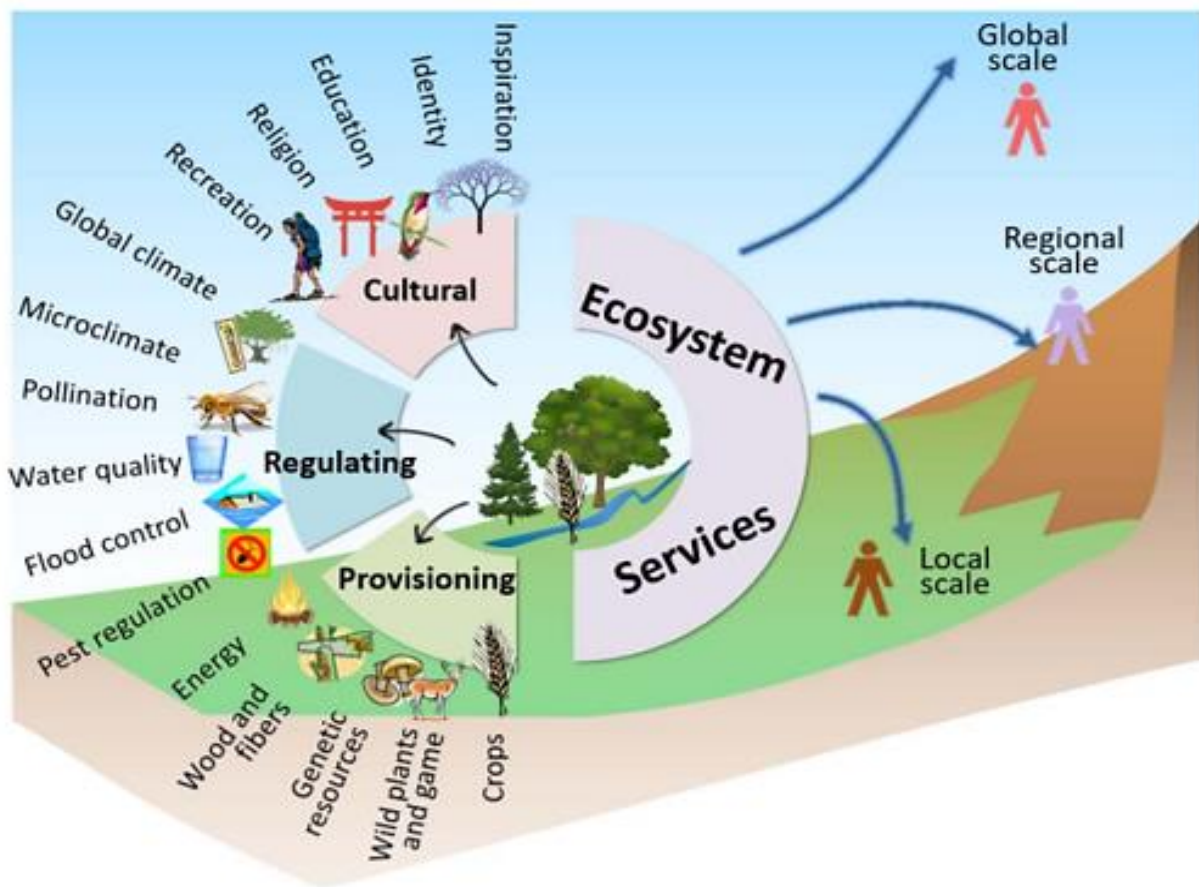 Inspiration
Identity
Education
Religion
Recreation
Global climate
Microclimate
Pollination
Water quality
Flood control
Pest regulation
Energy
Wood and
fibers
Genetic
resources
Wild plants
and game
Crops
Cultural
Regulating
Provisioning
Ecosystem
Services
Global
scale
Regional
scale
Local
scale